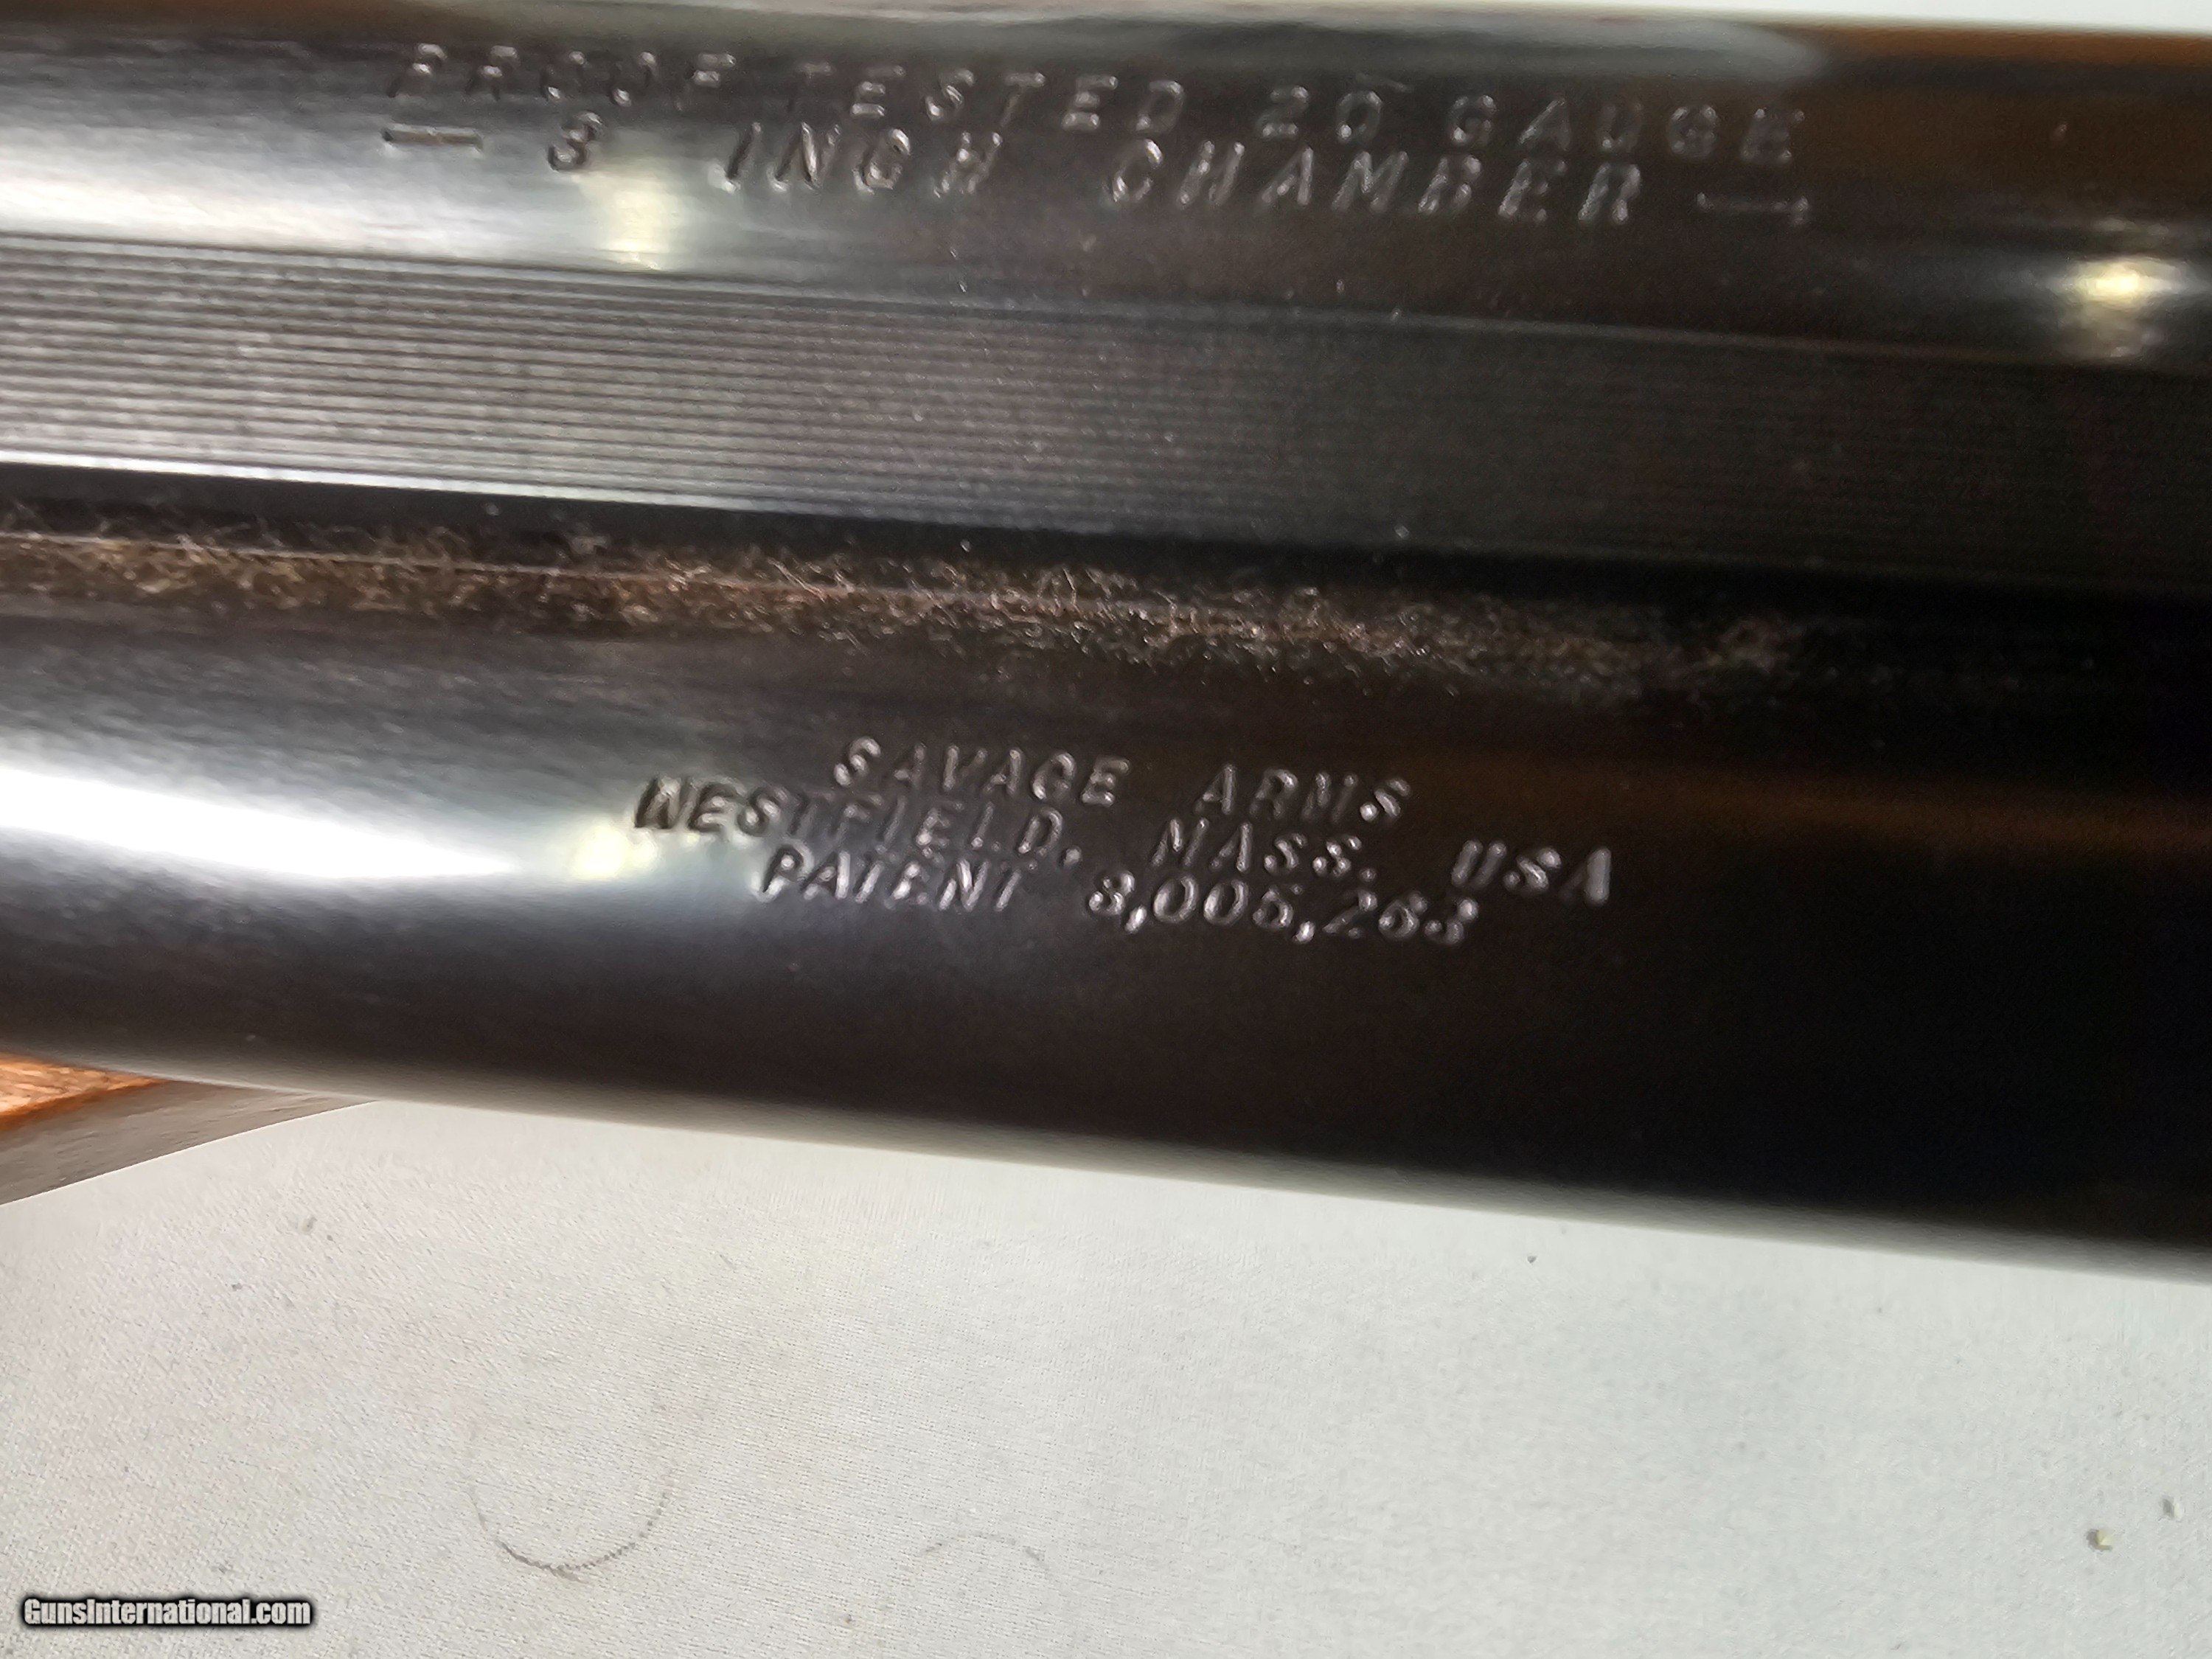 PROOF TESTED 20 GAUGE
— 3 INCH CHAMBER —
SAVAGE ARMS
WESTFIELD, MASS. USA
PATENT 3,005,263
GunsInternational.com